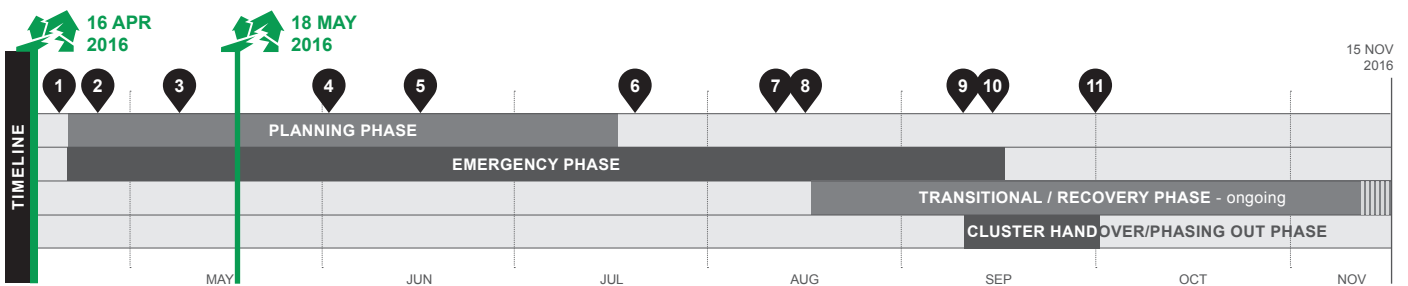 16 APR
2016
18 MAY
2016
15 NOV
2016
1 2 3 4 5 6 7 8 9 10 11
TIMELINE
PLANNING PHASE
EMERGENCY PHASE
TRANSITIONAL / RECOVERY PHASE - ongoing
CLUSTER HANDOVER/PHASING OUT PHASE
MAY JUN JUL AUG SEP OCT NOV